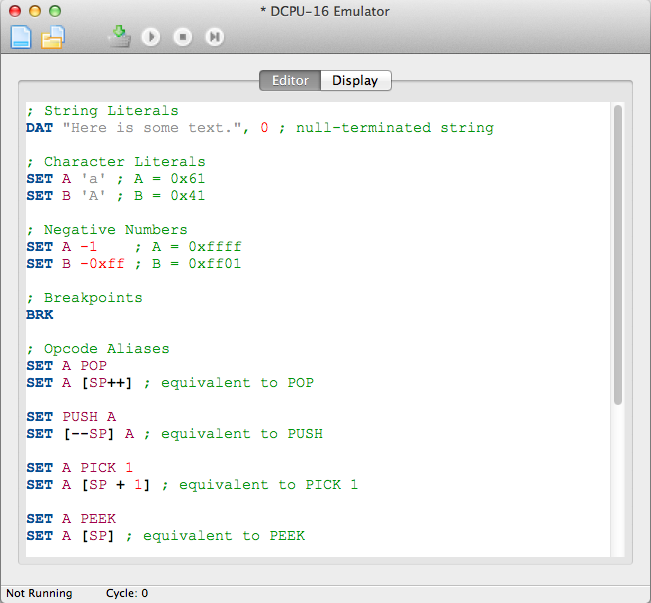 * DCPU-16 Emulator
Editor Display
; String Literals
DAT "Here is some text.", 0 ; null-terminated string
; Character Literals
SET A 'a' ; A = 0x61
SET B 'A' ; B = 0x41
; Negative Numbers
SET A -1    ; A = 0xffff
SET B -0xff ; B = 0xff01
; Breakpoints
BRK
; Opcode Aliases
SET A POP
SET A [SP++] ; equivalent to POP
SET PUSH A
SET [--SP] A ; equivalent to PUSH
SET A PICK 1
SET A [SP + 1] ; equivalent to PICK 1
SET A PEEK
SET A [SP] ; equivalent to PEEK
Not Running Cycle: 0